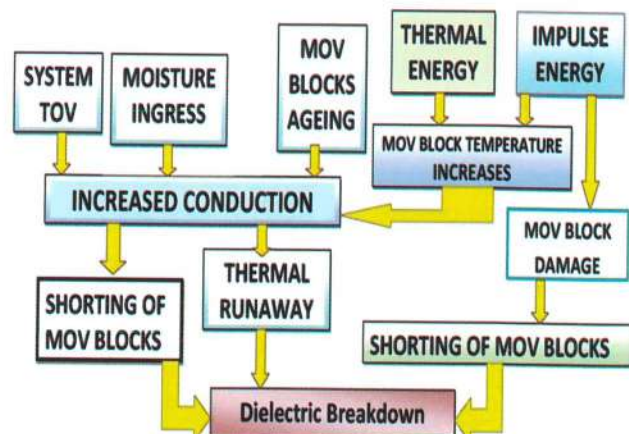 SYSTEM
TOV
MOISTURE
INGRESS
MOV
BLOCKS
AGEING
THERMAL
ENERGY
IMPULSE
ENERGY
MOV BLOCK TEMPERATURE
INCREASES
INCREASED CONDUCTION
MOV BLOCK
DAMAGE
SHORTING OF
MOV BLOCKS
THERMAL
RUNAWAY
SHORTING OF MOV BLOCKS
Dielectric Breakdown